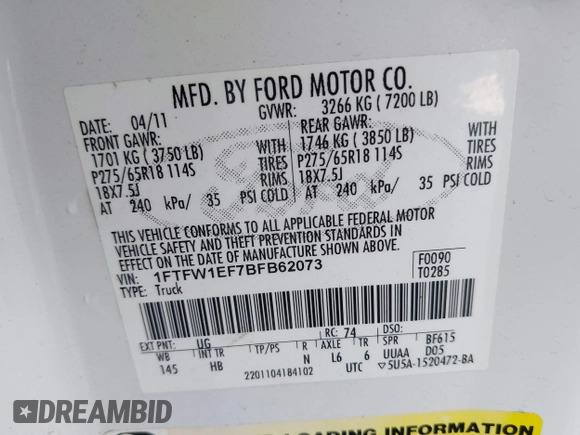 MFD. BY FORD MOTOR CO.
DATE: 04/11 GVWR: 3266 KG ( 7200 LB)
FRONT GAWR: REAR GAWR:
1701 KG ( 3750 LB) WITH 1746 KG ( 3850 LB) WITH
P275/65R18 114S TIRES P275/65R18 114S TIRES
18X7.5J RIMS 18X7.5J RIMS
AT 240 kPa/ 35 PSI COLD AT 240 kPa/ 35 PSI COLD
THIS VEHICLE CONFORMS TO ALL APPLICABLE FEDERAL MOTOR
VEHICLE SAFETY AND THEFT PREVENTION STANDARDS IN
EFFECT ON THE DATE OF MANUFACTURE SHOWN ABOVE.
VIN: 1FTFW1EF7BFB62073 F0090
TYPE: Truck T0285
EXT PNT: UG RC: 74 DSO:
WB INT TR TP/PS R AXLE TR SPR BF615
145 HB N L6 6 UUAA D05
2201104184102 UTC 5U5A-1520472-BA
DREAMBID
LOADING INFORMATION